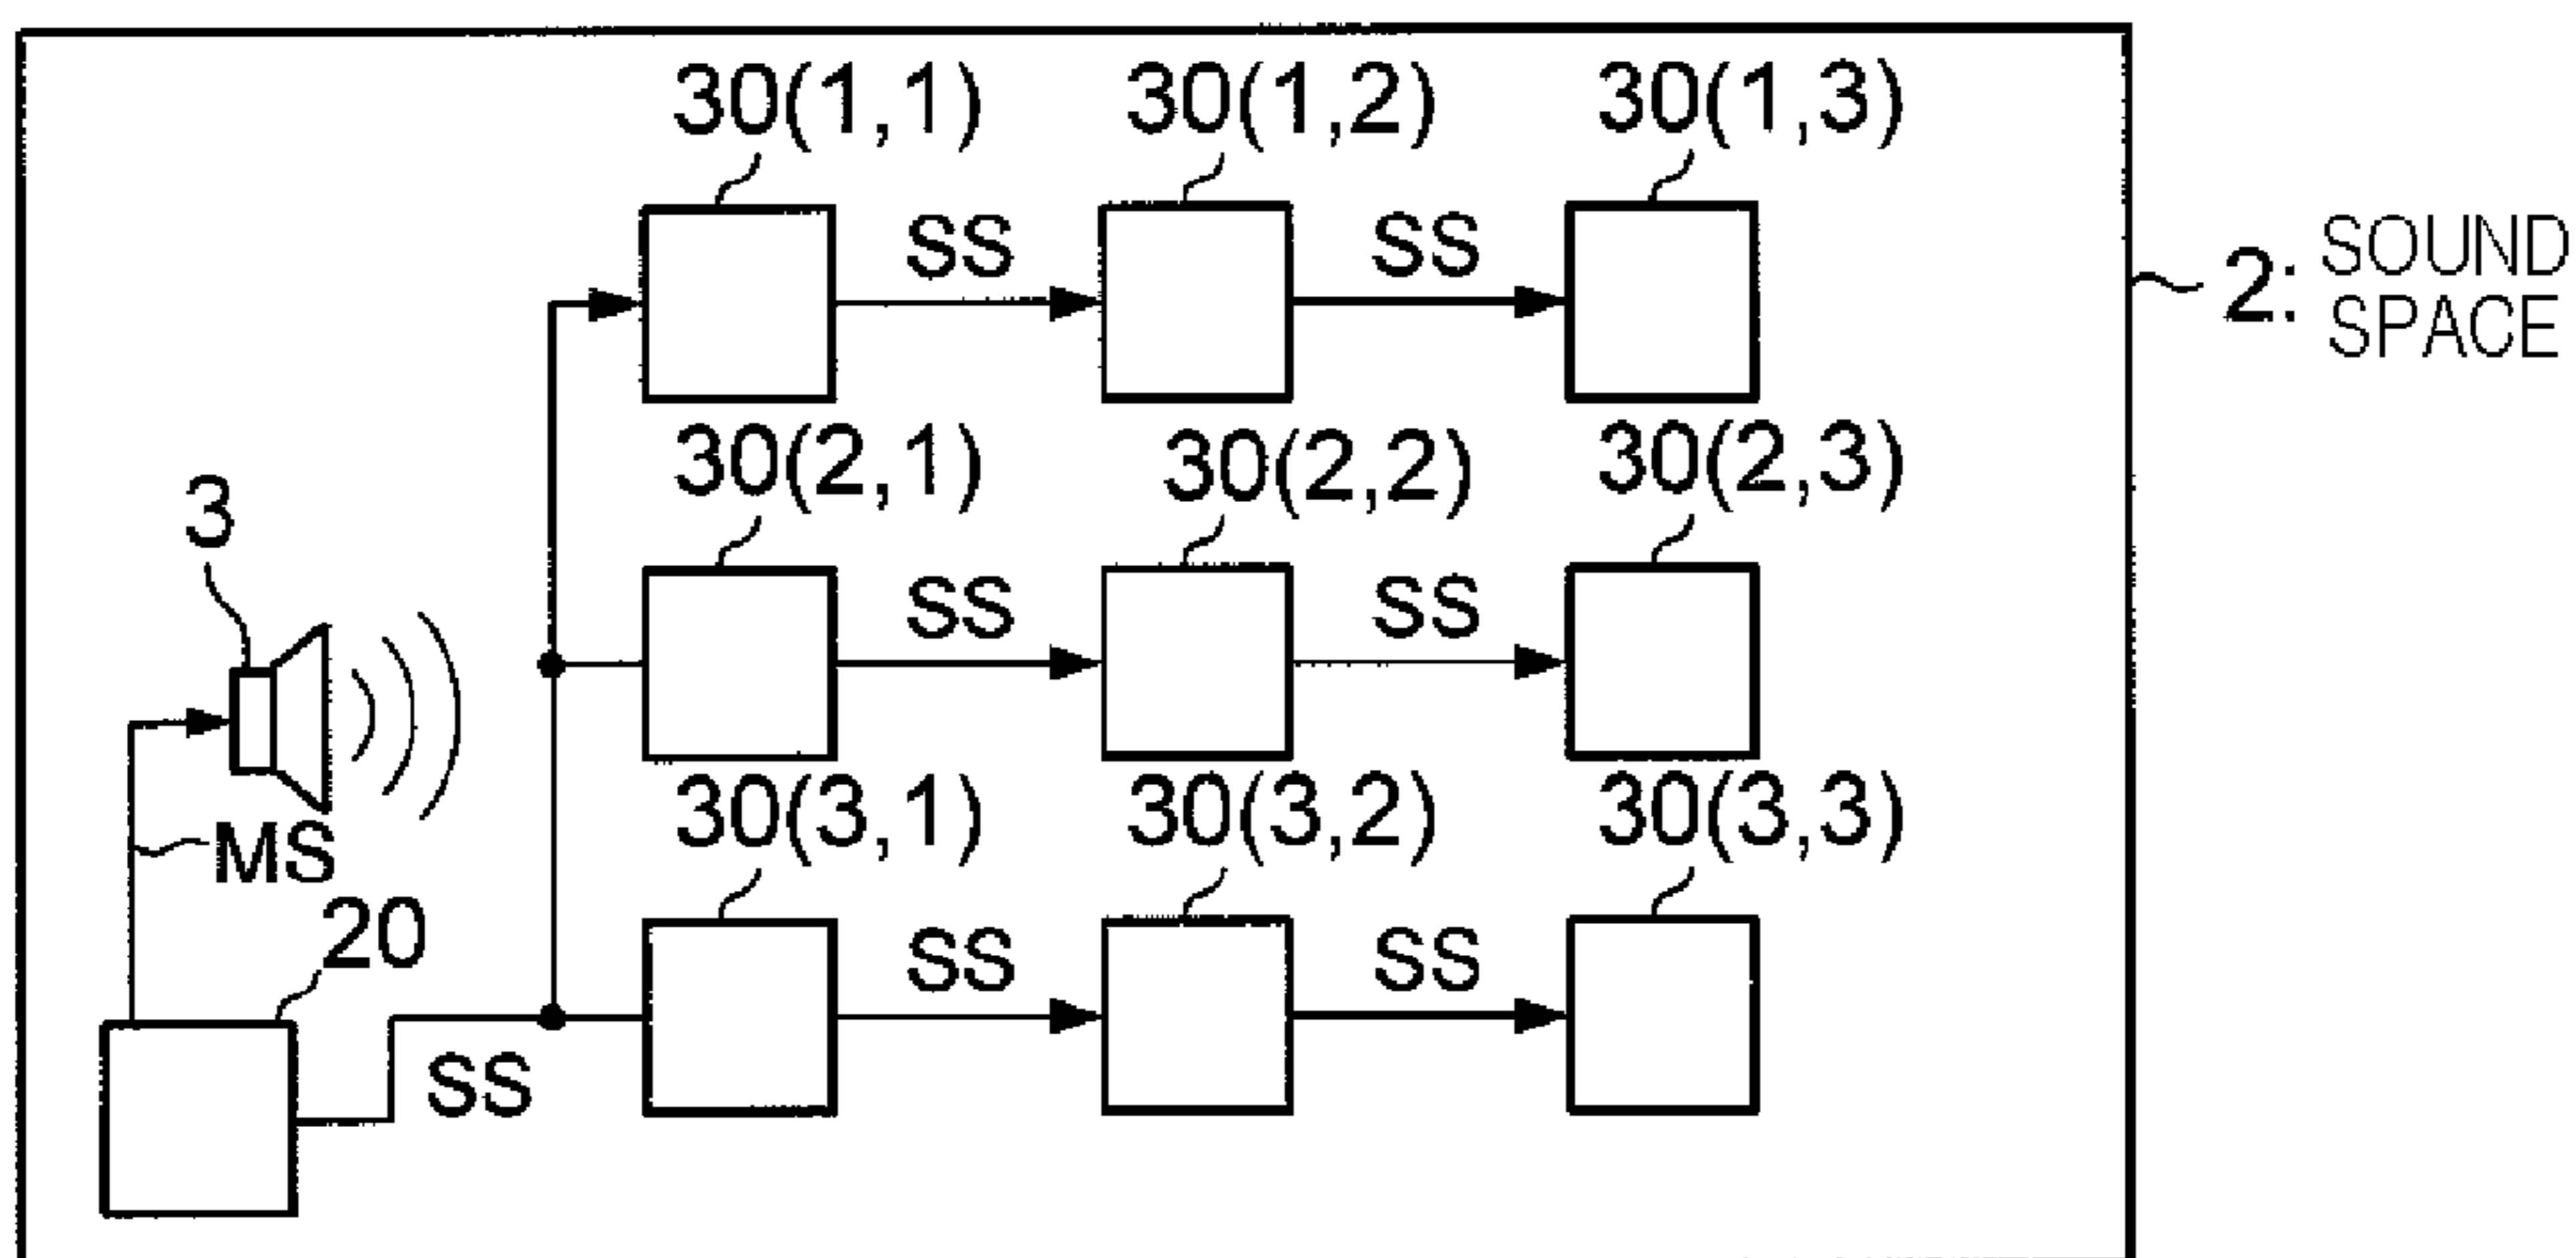 30(1,1) 30(1,2) 30(1,3)
SS SS
2: SOUND
SPACE
30(2,1) 30(2,2) 30(2,3)
3
SS SS
30(3,1) 30(3,2) 30(3,3)
MS
20
SS SS
SS